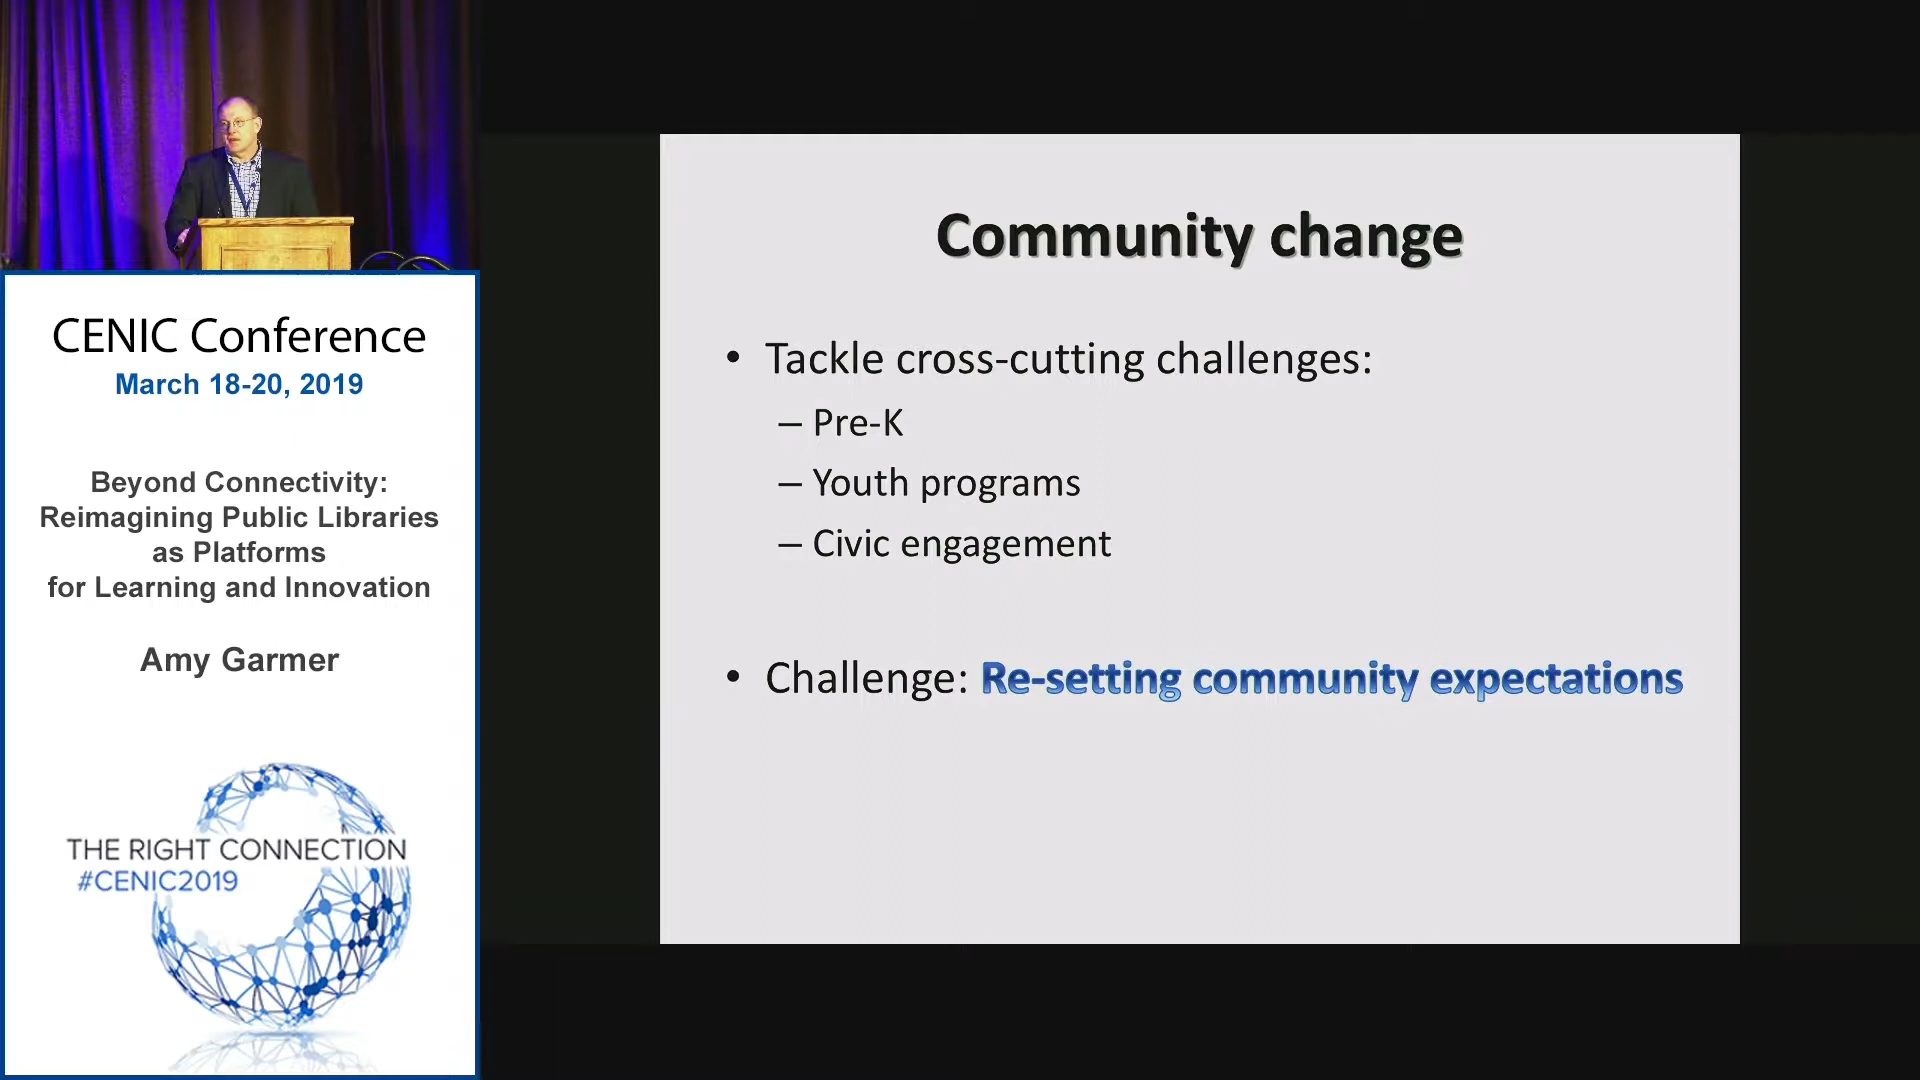 CENIC Conference
March 18-20, 2019
Beyond Connectivity:
Reimagining Public Libraries
as Platforms
for Learning and Innovation
Amy Garmer
THE RIGHT CONNECTION
#CENIC2019
Community change
• Tackle cross-cutting challenges:
– Pre-K
– Youth programs
– Civic engagement
• Challenge: Re-setting community expectations